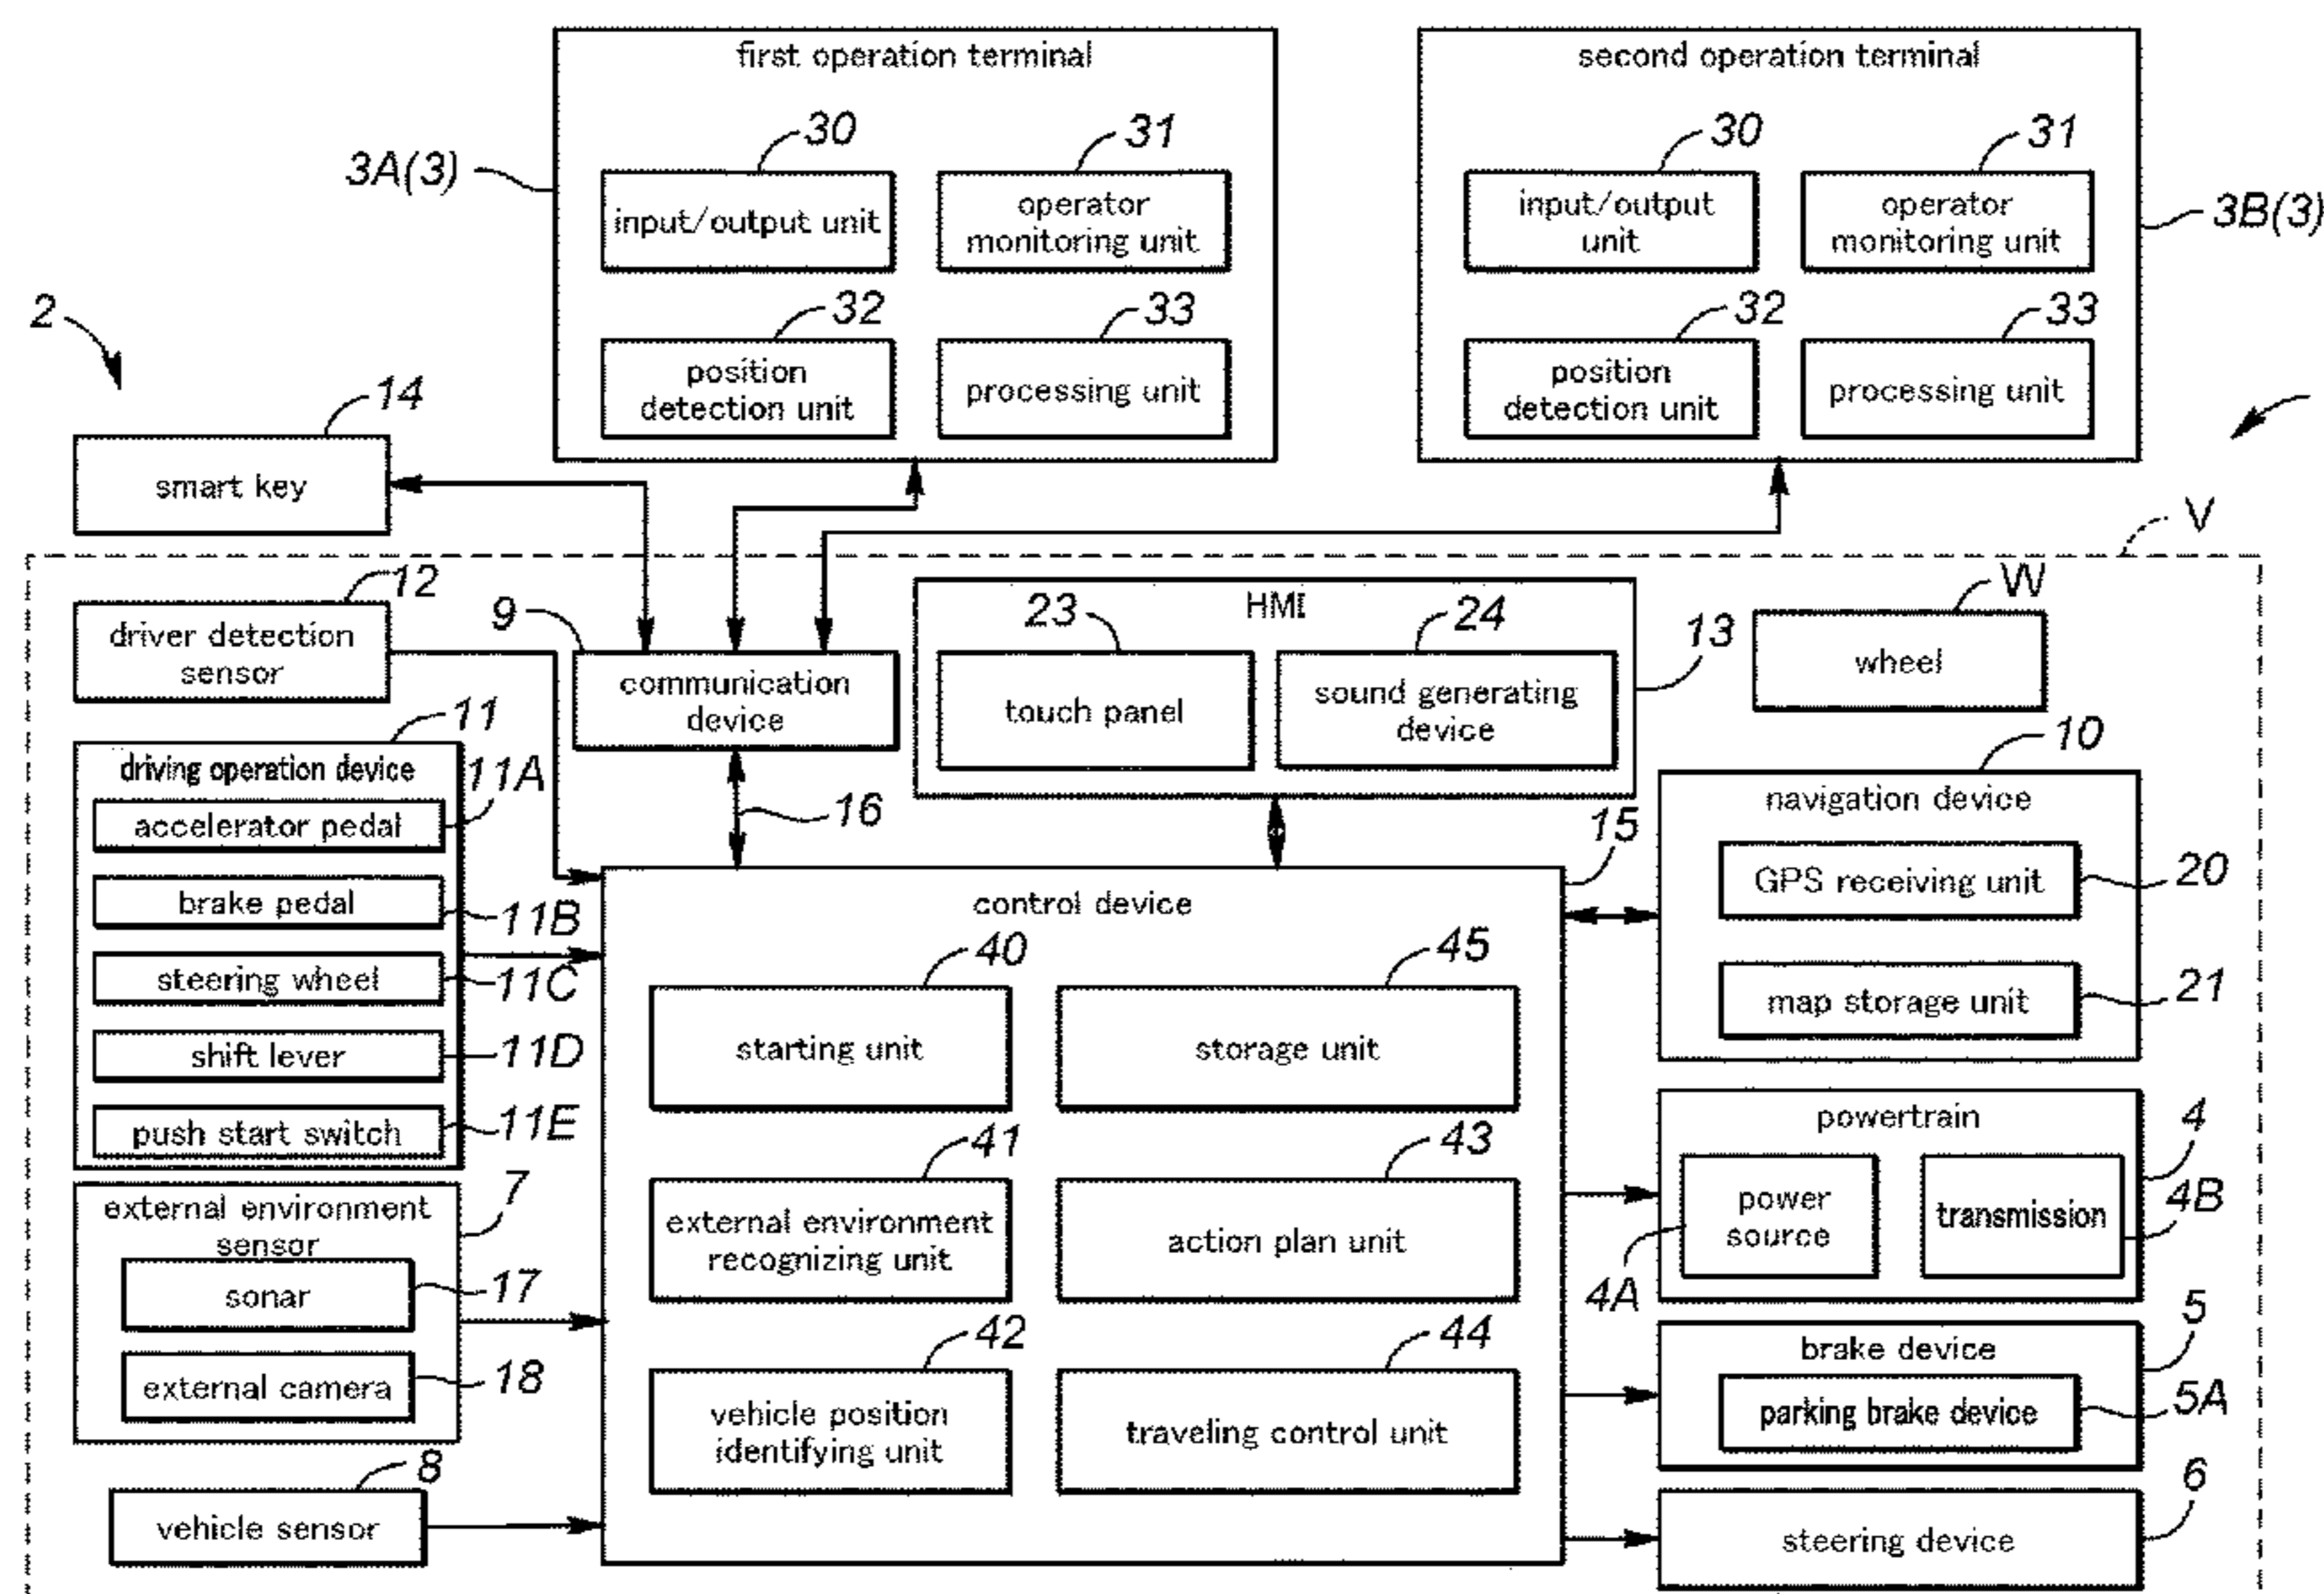 first operation terminal
30
31
3A(3)
input/output unit
operator
monitoring unit
32
33
position
detection unit
processing unit
second operation terminal
30
31
3B(3)
input/output
unit
operator
monitoring unit
32
33
position
detection unit
processing unit
2
14
smart key
V
12
driver detection
sensor
9
communication
device
16
HMI
23
24
13
touch panel
sound generating
device
W
wheel
11
driving operation device
11A
accelerator pedal
brake pedal
11B
steering wheel
11C
shift lever
11D
push start switch
11E
7
external environment
sensor
sonar
17
external camera
18
8
vehicle sensor
15
control device
40
45
starting unit
storage unit
41
43
external environment
recognizing unit
action plan unit
42
44
vehicle position
identifying unit
traveling control unit
10
navigation device
GPS receiving unit
20
map storage unit
21
powertrain
4
power
source
transmission
4B
4A
5
brake device
parking brake device
5A
6
steering device